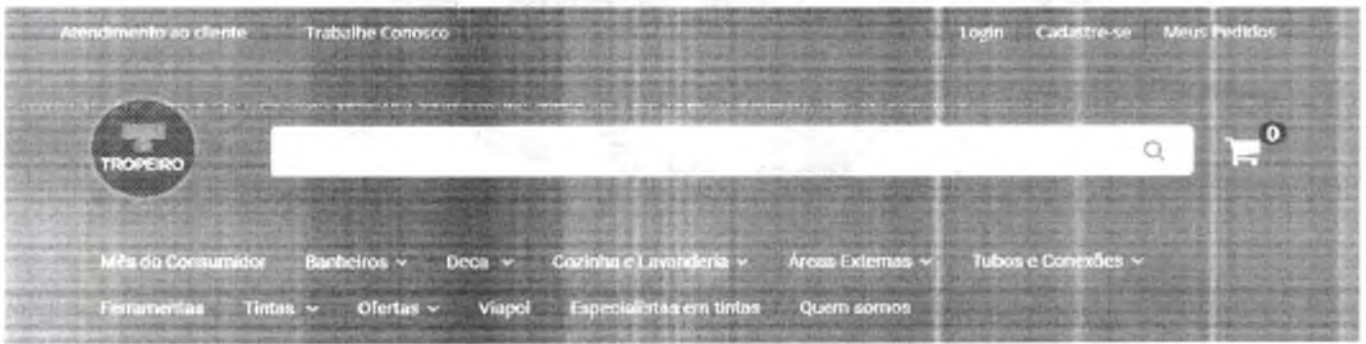 Atendimento ao cliente Trabalhe Conosco Login Cadastre-se Meus Pedidos
TROPEIRO
0
Mês do Consumidor Banheiros Deca Cozinha e Lavanderia Áreas Externas Tubos e Conexões
Ferramentas Tintas Ofertas Viapol Especialistas em tintas Quem somos